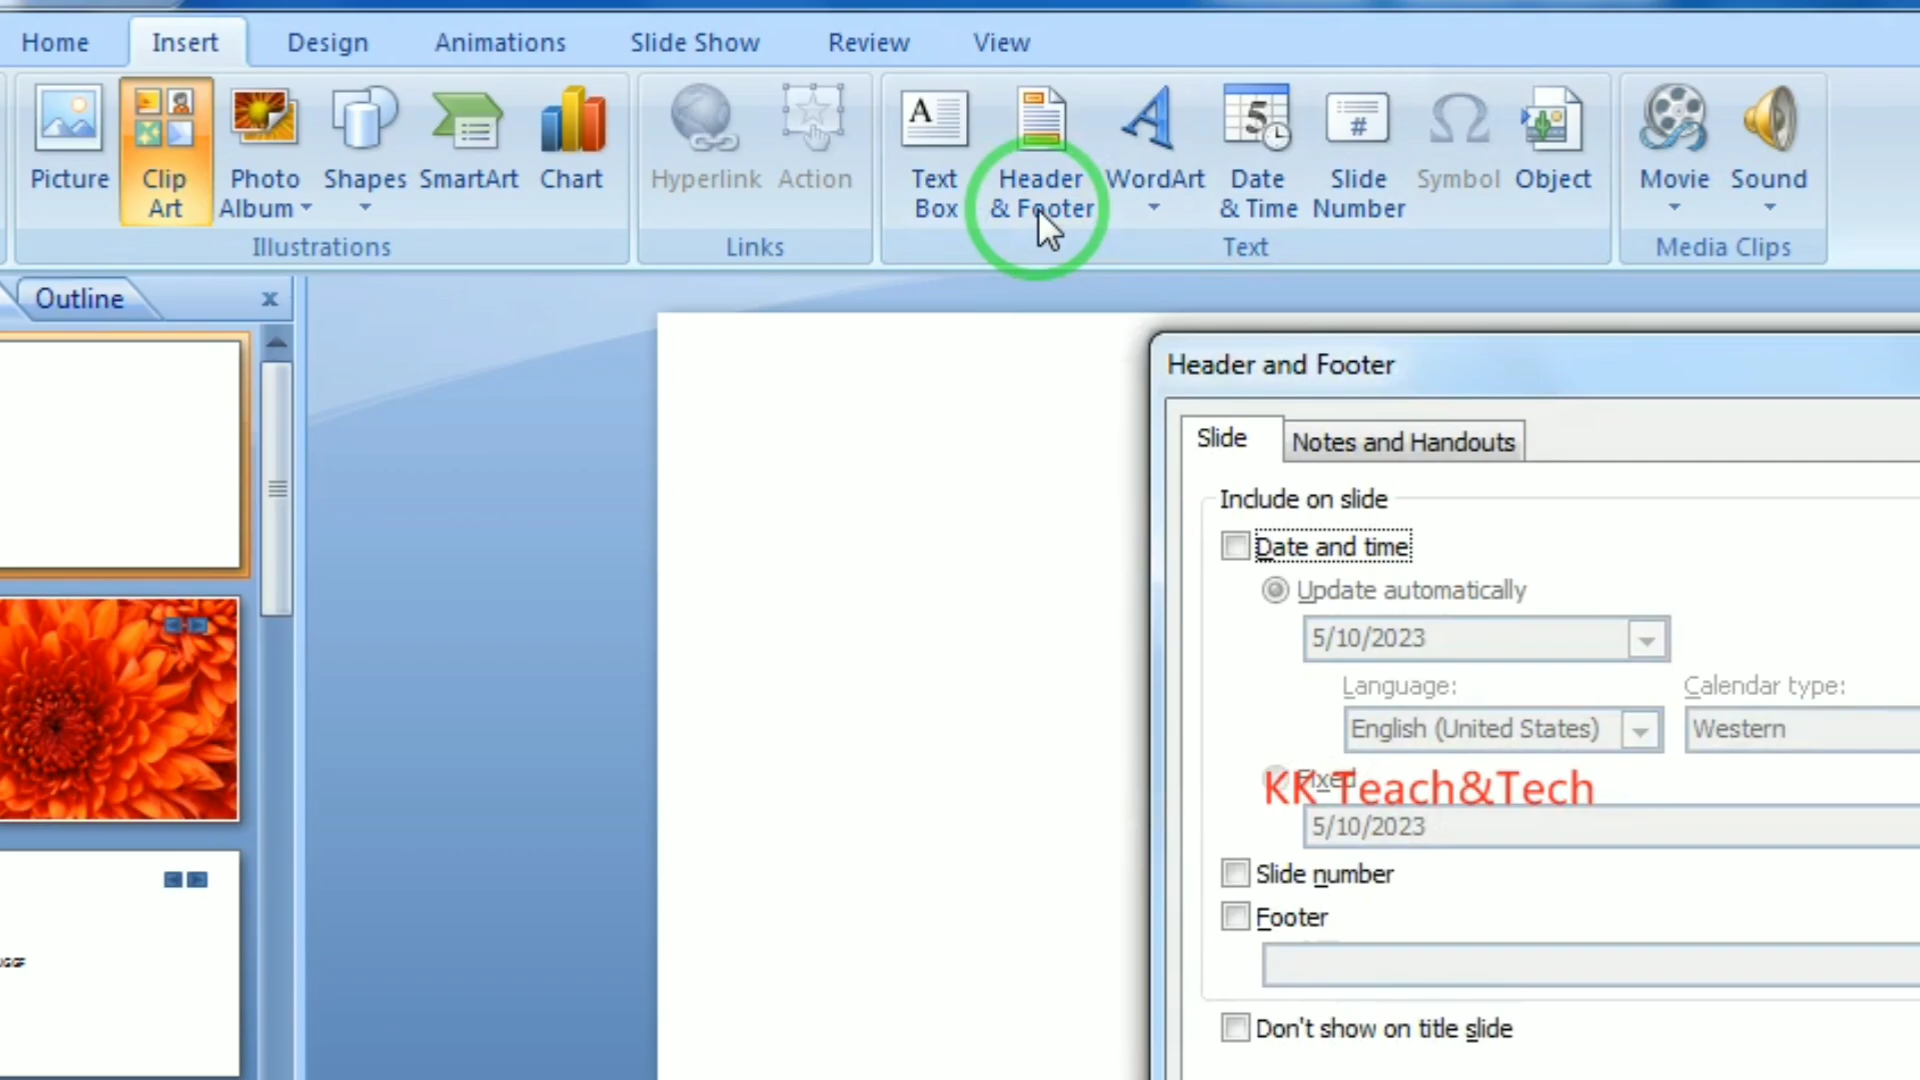 Home Insert Design Animations Slide Show Review View
Picture Clip Art Photo Album Shapes SmartArt Chart Hyperlink Action Text Box Header & Footer WordArt Date & Time Slide Number Symbol Object Movie Sound
Illustrations Links Text Media Clips
Outline x
Header and Footer
Slide Notes and Handouts
Include on slide
Date and time
Update automatically
5/10/2023
Language: Calendar type:
English (United States) Western
Fixed
KK Teach&Tech
5/10/2023
Slide number
Footer
Don't show on title slide